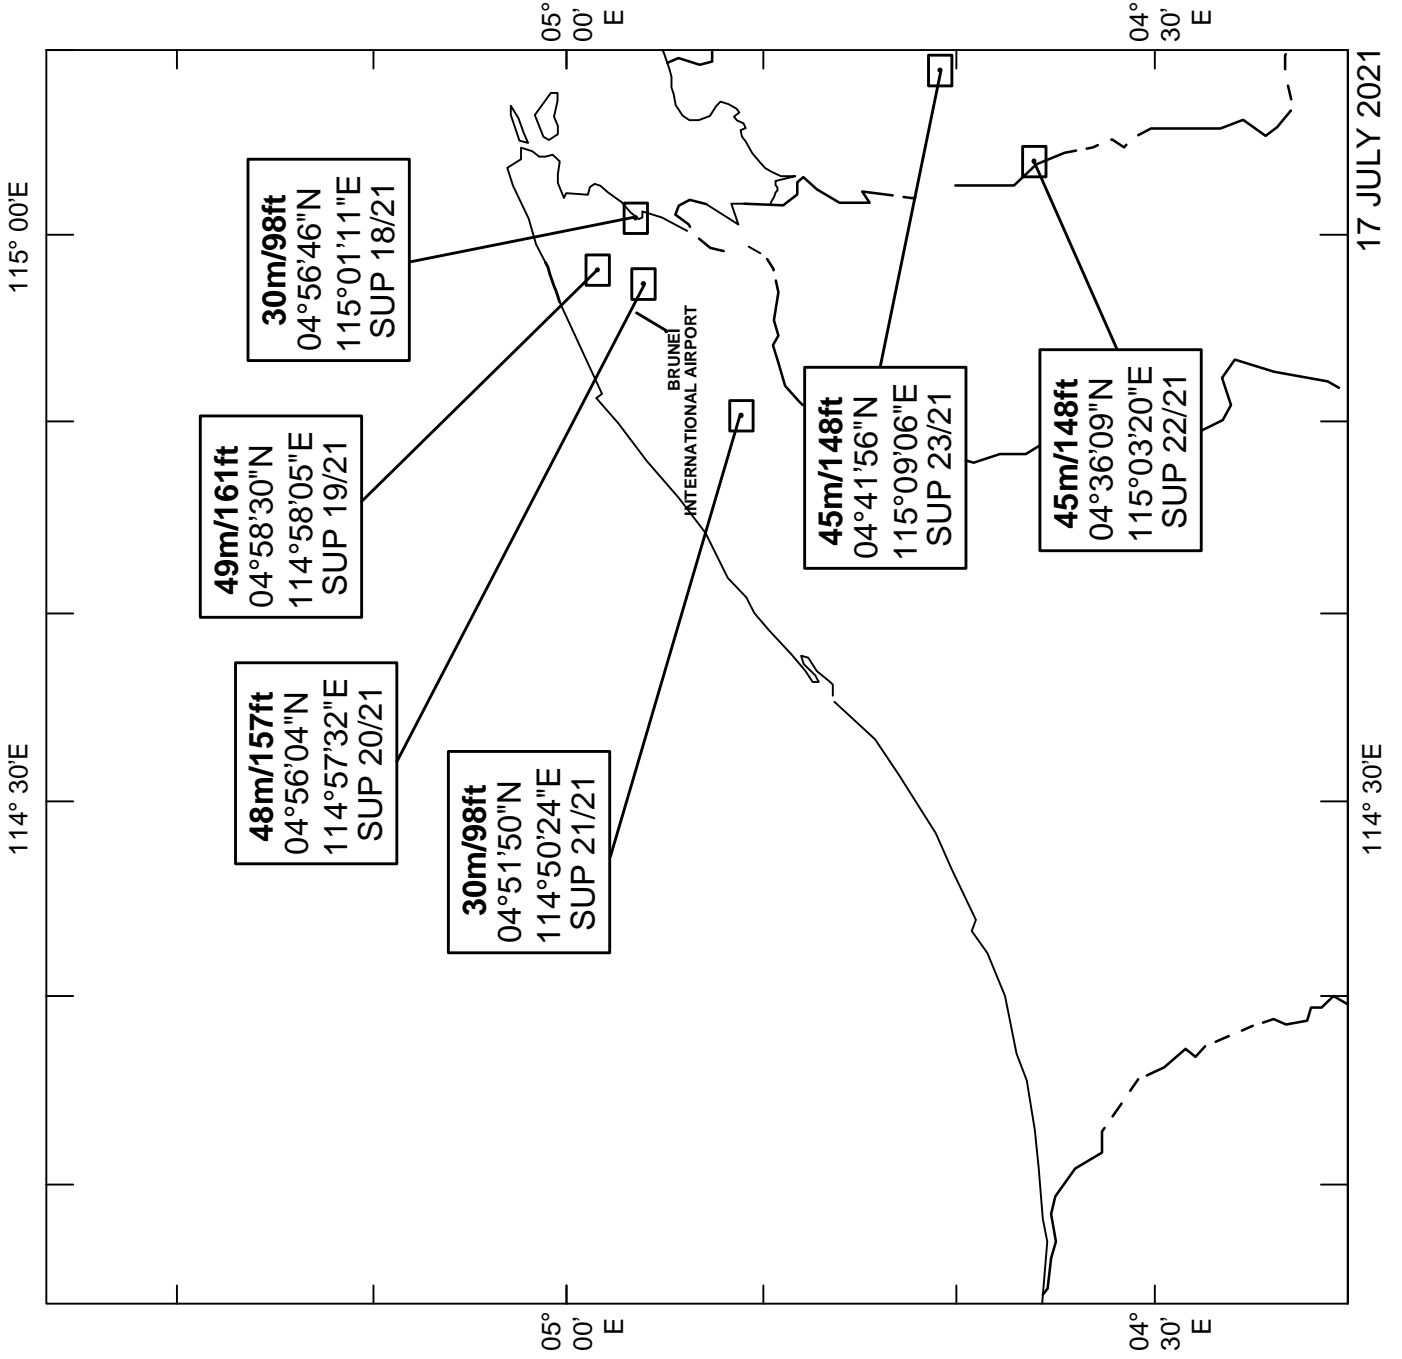 05°
00'
E
04°
30'
E
115° 00'E
114° 30'E
30m/98ft
04°56'46"N
115°01'11"E
SUP 18/21
49m/161ft
04°58'30"N
114°58'05"E
SUP 19/21
48m/157ft
04°56'04"N
114°57'32"E
SUP 20/21
30m/98ft
04°51'50"N
114°50'24"E
SUP 21/21
BRUNEI
INTERNATIONAL AIRPORT
45m/148ft
04°41'56"N
115°09'06"E
SUP 23/21
45m/148ft
04°36'09"N
115°03'20"E
SUP 22/21
05°
00'
E
04°
30'
E
114° 30'E
17 JULY 2021